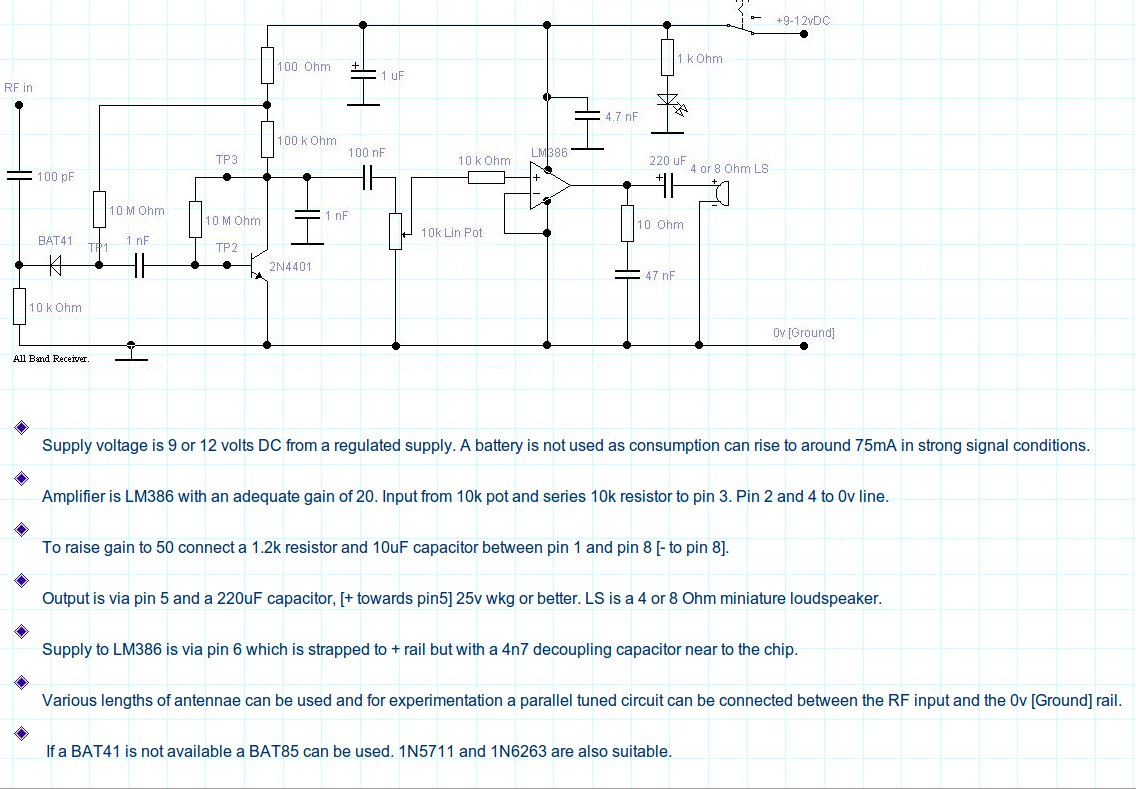 +9-12vDC
1 k Ohm
100 Ohm
1 uF
RF in
4.7 nF
100 k Ohm
TP3
100 nF
10 k Ohm
LM386
220 uF
4 or 8 Ohm LS
100 pF
+
+
+
-
-
10 M Ohm
10 M Ohm
1 nF
10k Lin Pot
10 Ohm
BAT41
TP1
1 nF
TP2
2N4401
47 nF
10 k Ohm
0v [Ground]
All Band Receiver.
Supply voltage is 9 or 12 volts DC from a regulated supply. A battery is not used as consumption can rise to around 75mA in strong signal conditions.
Amplifier is LM386 with an adequate gain of 20. Input from 10k pot and series 10k resistor to pin 3. Pin 2 and 4 to 0v line.
To raise gain to 50 connect a 1.2k resistor and 10uF capacitor between pin 1 and pin 8 [- to pin 8].
Output is via pin 5 and a 220uF capacitor, [+ towards pin5] 25v wkg or better. LS is a 4 or 8 Ohm miniature loudspeaker.
Supply to LM386 is via pin 6 which is strapped to + rail but with a 4n7 decoupling capacitor near to the chip.
Various lengths of antennae can be used and for experimentation a parallel tuned circuit can be connected between the RF input and the 0v [Ground] rail.
If a BAT41 is not available a BAT85 can be used. 1N5711 and 1N6263 are also suitable.